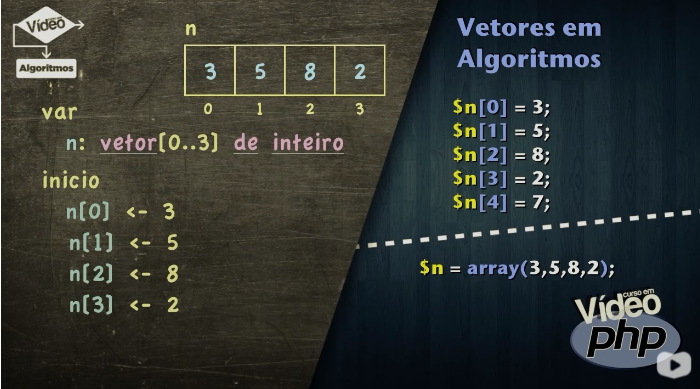 curso em
Vídeo
Algoritmos
n
3 5 8 2
0 1 2 3
var
n: vetor[0..3] de inteiro
inicio
n[0] <- 3
n[1] <- 5
n[2] <- 8
n[3] <- 2
Vetores em
Algoritmos
$n[0] = 3;
$n[1] = 5;
$n[2] = 8;
$n[3] = 2;
$n[4] = 7;
$n = array(3,5,8,2);
curso em
Vídeo
php